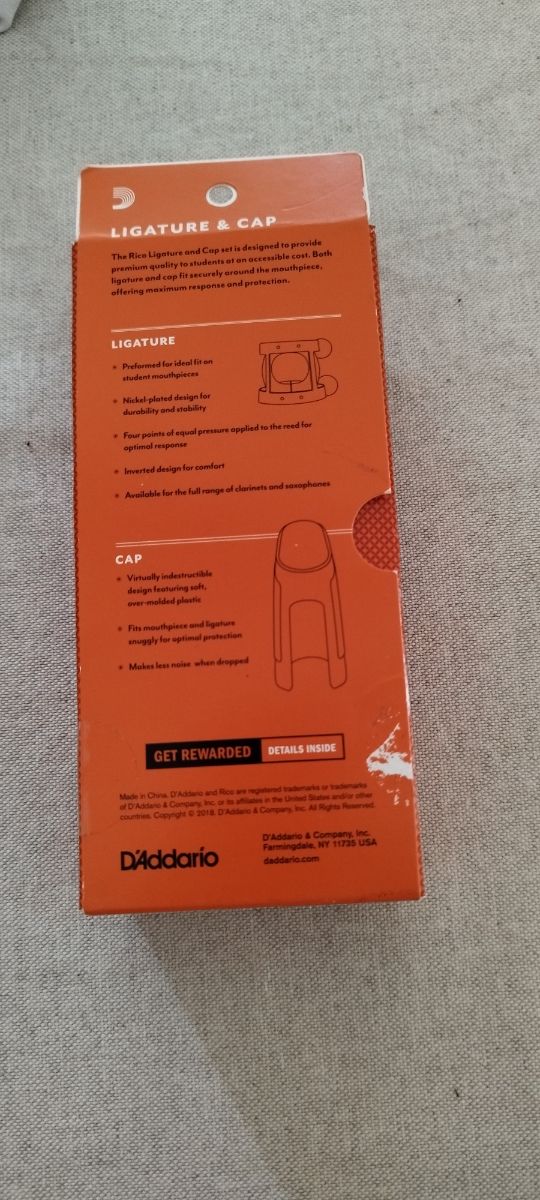 LIGATURE & CAP
The Rico Ligature and Cap set is designed to provide
premium quality to students at an accessible cost. Both
ligature and cap fit securely around the mouthpiece,
offering maximum response and protection.
LIGATURE
• Preformed for ideal fit on
student mouthpieces
• Nickel-plated design for
durability and stability
• Four points of equal pressure applied to the reed for
optimal response
• Inverted design for comfort
• Available for the full range of clarinets and saxophones
CAP
• Virtually indestructible
design featuring soft,
over-molded plastic
• Fits mouthpiece and ligature
snuggly for optimal protection
• Makes less noise when dropped
GET REWARDED DETAILS INSIDE
Made in China. D'Addario and Rico are registered trademarks or trademarks
of D'Addario & Company, Inc. or its affiliates in the United States and/or other
countries. Copyright © 2018. D'Addario & Company, Inc. All Rights Reserved.
D'Addario
D'Addario & Company, Inc.
Farmingdale, NY 11735 USA
daddario.com